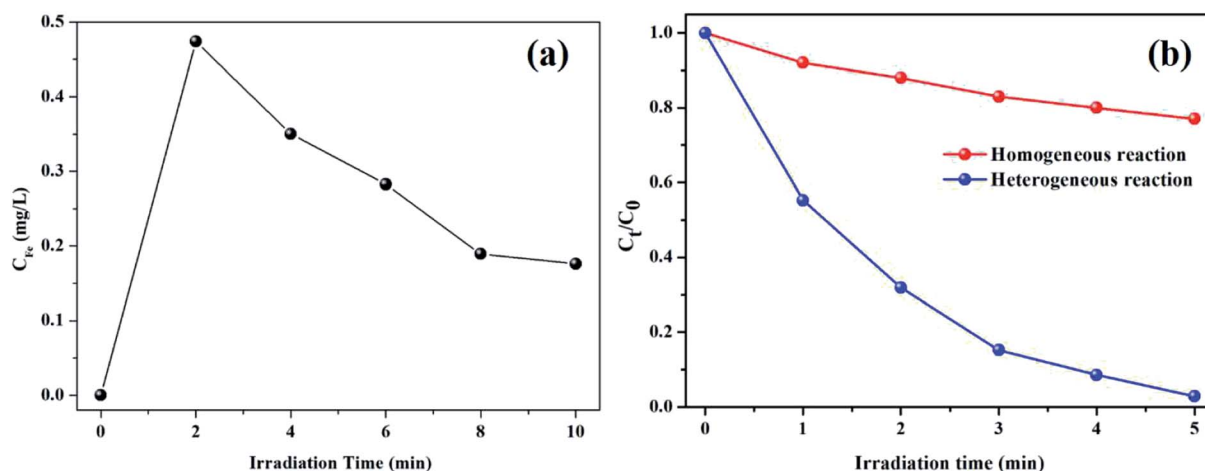 (a)
0.5
0.4
0.3
0.2
0.1
0.0
C_Fe (mg/L)
0 2 4 6 8 10
Irradiation Time (min)
(b)
1.0
0.8
0.6
0.4
0.2
0.0
C_t/C_0
Homogeneous reaction
Heterogeneous reaction
0 1 2 3 4 5
Irradiation time (min)